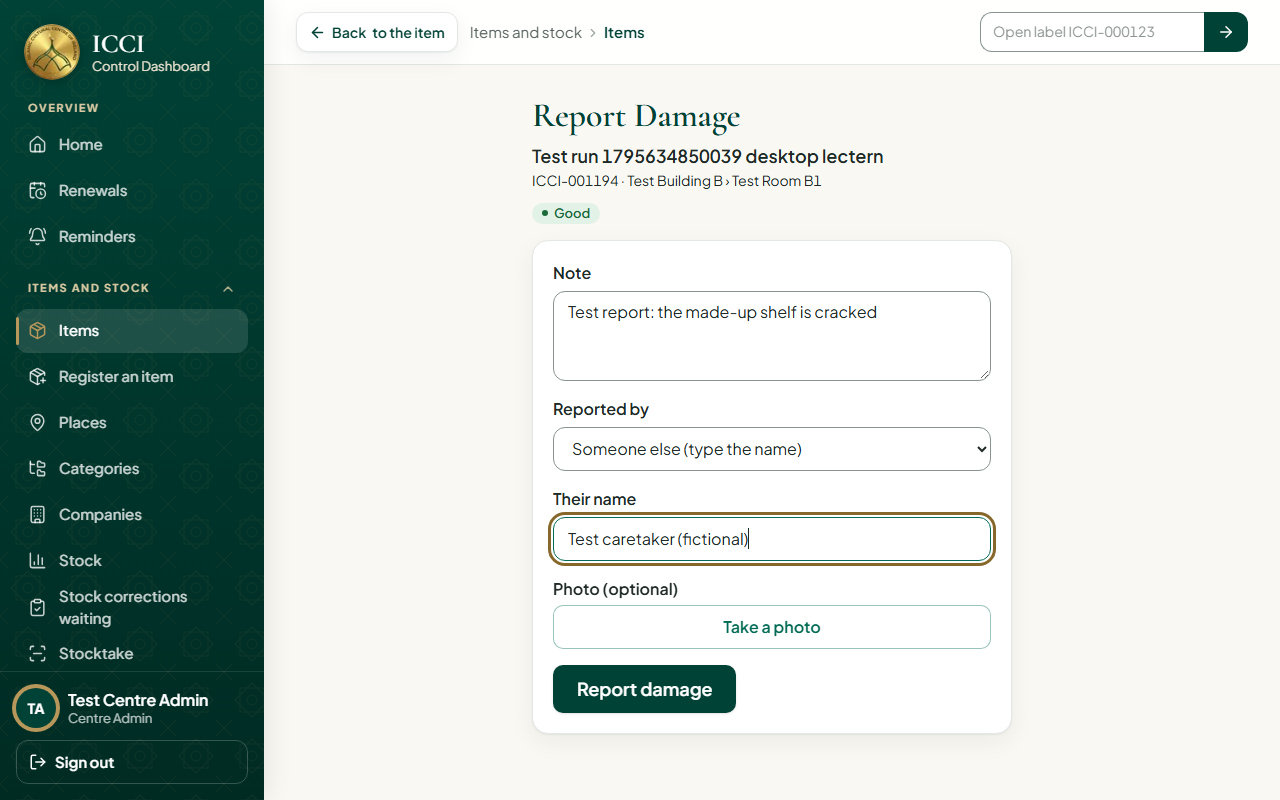 ICCI
Control Dashboard
OVERVIEW
Home
Renewals
Reminders
ITEMS AND STOCK
Items
Register an item
Places
Categories
Companies
Stock
Stock corrections
waiting
Stocktake
TA
Test Centre Admin
Centre Admin
Sign out
Back to the item
Items and stock › Items
Open label ICCI-000123
Report Damage
Test run 1795634850039 desktop lectern
ICCI-001194 · Test Building B › Test Room B1
Good
Note
Test report: the made-up shelf is cracked
Reported by
Someone else (type the name)
Their name
Test caretaker (fictional)
Photo (optional)
Take a photo
Report damage